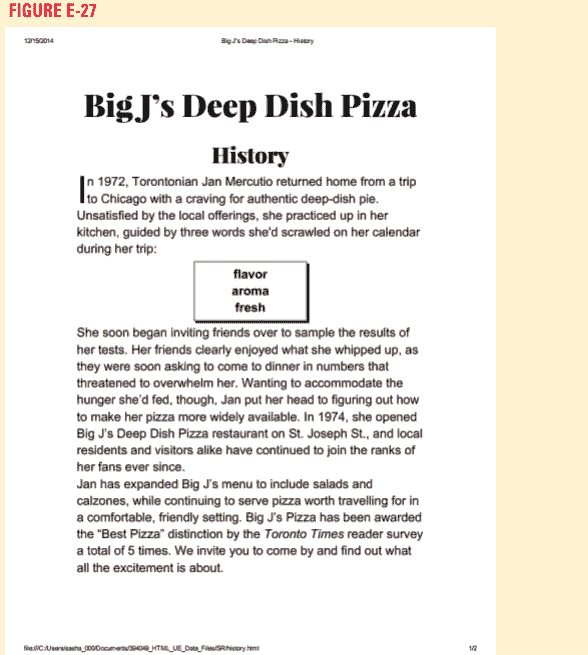 FIGURE E-27
12/15/2014 Big J's Deep Dish Pizza - History
Big J’s Deep Dish Pizza
History
In 1972, Torontonian Jan Mercutio returned home from a trip
to Chicago with a craving for authentic deep-dish pie.
Unsatisfied by the local offerings, she practiced up in her
kitchen, guided by three words she'd scrawled on her calendar
during her trip:
flavor
aroma
fresh
She soon began inviting friends over to sample the results of
her tests. Her friends clearly enjoyed what she whipped up, as
they were soon asking to come to dinner in numbers that
threatened to overwhelm her. Wanting to accommodate the
hunger she’d fed, though, Jan put her head to figuring out how
to make her pizza more widely available. In 1974, she opened
Big J’s Deep Dish Pizza restaurant on St. Joseph St., and local
residents and visitors alike have continued to join the ranks of
her fans ever since.
Jan has expanded Big J’s menu to include salads and
calzones, while continuing to serve pizza worth travelling for in
a comfortable, friendly setting. Big J’s Pizza has been awarded
the “Best Pizza” distinction by the Toronto Times reader survey
a total of 5 times. We invite you to come by and find out what
all the excitement is about.
file:///C:/Users/sasha_000/Documents/394049_HTML_UE_Data_Files/SR/history.html 1/2